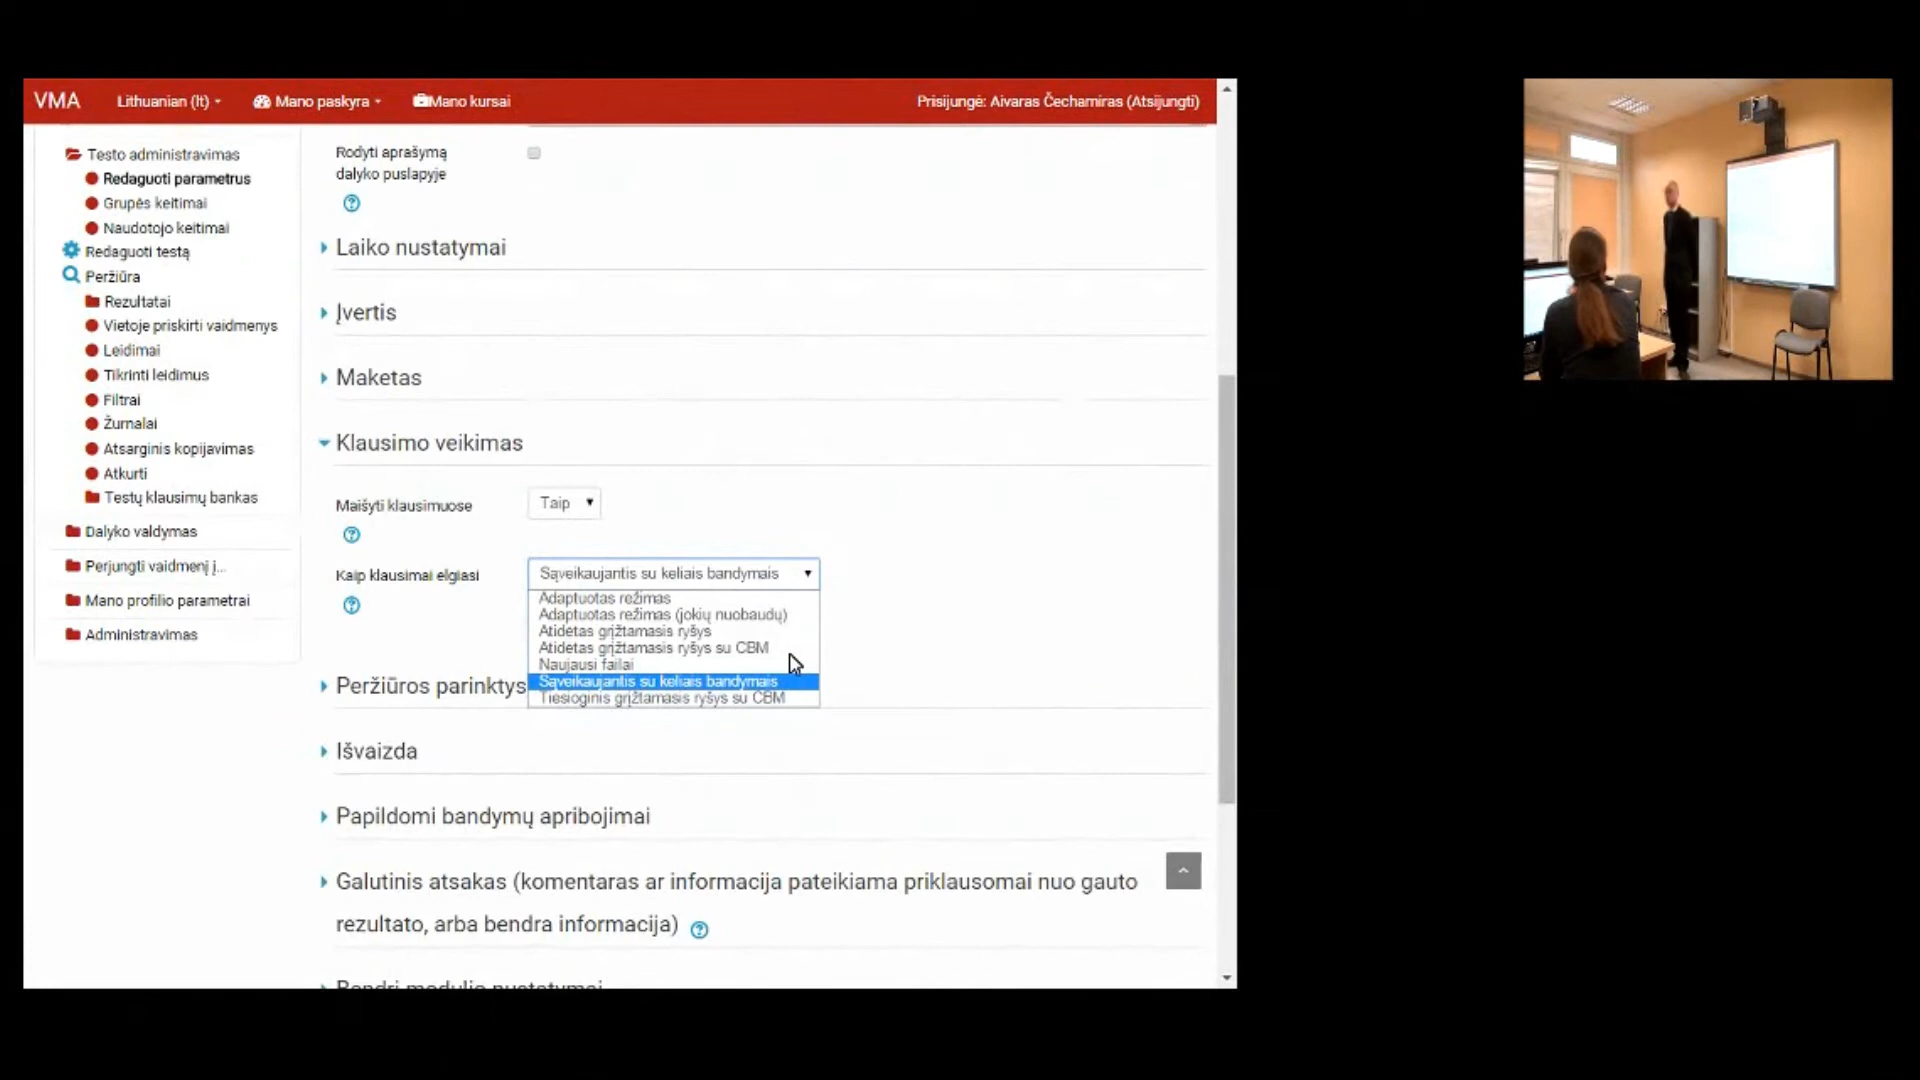 VMA
Lithuanian (lt)
Mano paskyra
Mano kursai
Prisijungė: Aivaras Čechamiras (Atsijungti)
Testo administravimas
Redaguoti parametrus
Grupės keitimai
Naudotojo keitimai
Redaguoti testą
Peržiūra
Rezultatai
Vietoje priskirti vaidmenys
Leidimai
Tikrinti leidimus
Filtrai
Žurnalai
Atsarginis kopijavimas
Atkurti
Testų klausimų bankas
Dalyko valdymas
Perjungti vaidmenį į...
Mano profilio parametrai
Administravimas
Rodyti aprašymą
dalyko puslapyje
Laiko nustatymai
Įvertis
Maketas
Klausimo veikimas
Maišyti klausimuose
Taip
Kaip klausimai elgiasi
Sąveikaujantis su keliais bandymais
Adaptuotas režimas
Adaptuotas režimas (jokių nuobaudų)
Atidėtas grįžtamasis ryšys
Atidėtas grįžtamasis ryšys su CBM
Naujausi failai
Sąveikaujantis su keliais bandymais
Tiesioginis grįžtamasis ryšys su CBM
Peržiūros parinktys
Išvaizda
Papildomi bandymų apribojimai
Galutinis atsakas (komentaras ar informacija pateikiama priklausomai nuo gauto
rezultato, arba bendra informacija)
Bendri modulio nustatymai